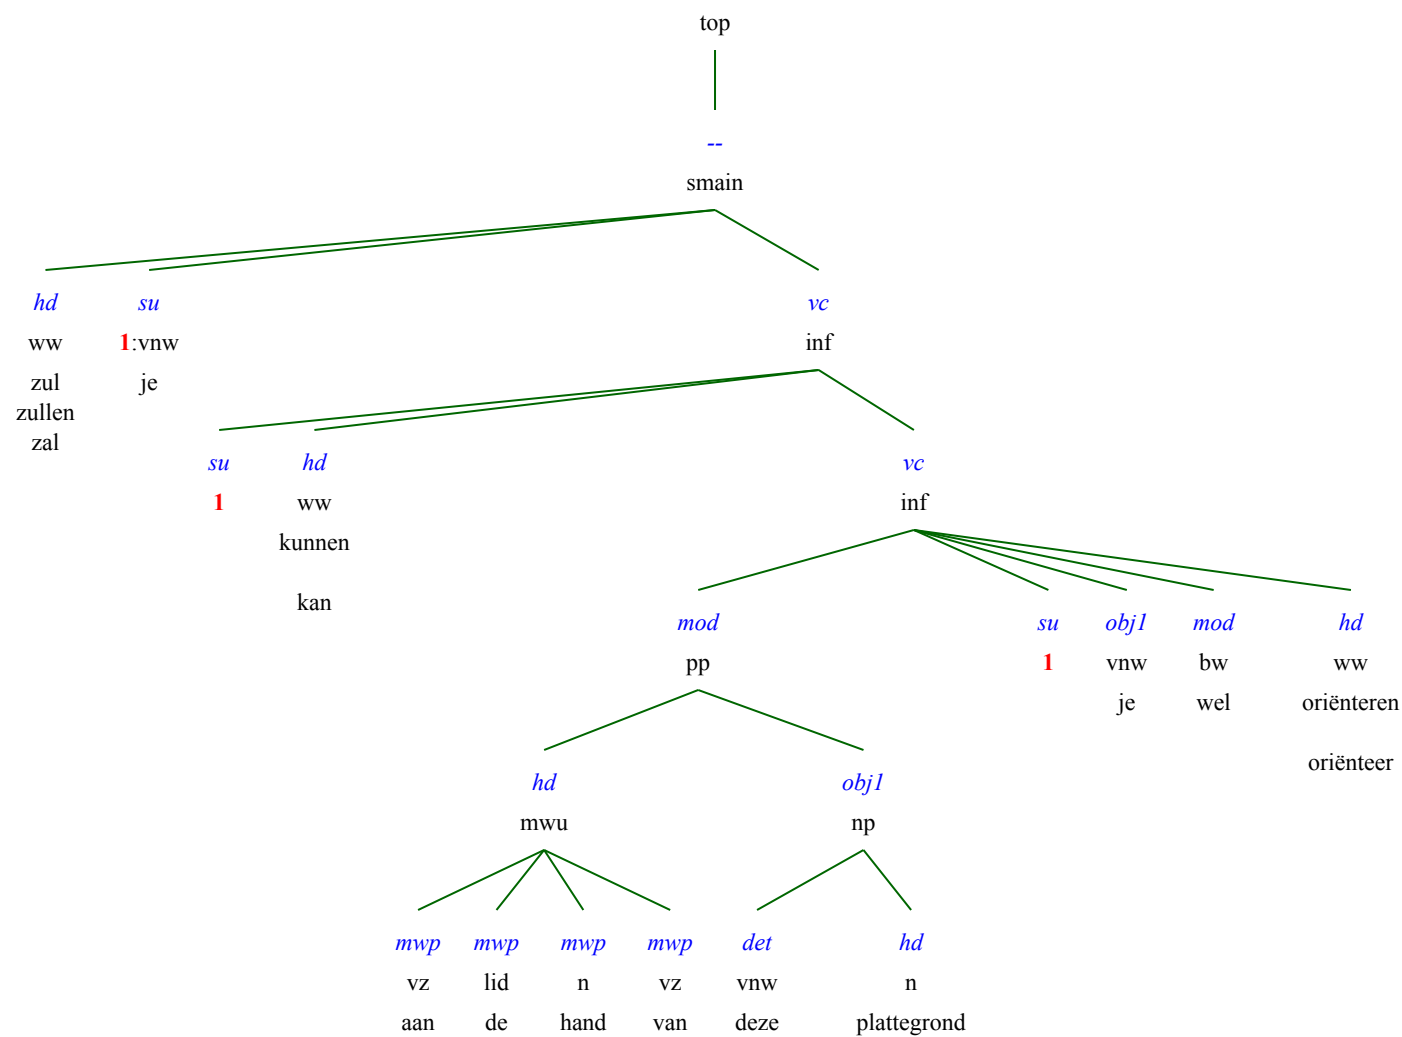 top
--
smain
hd su vc
ww 1:vnw inf
zul je
zullen
zal
su hd vc
1 ww inf
kunnen
kan
mod su obj1 mod hd
pp 1 vnw bw ww
je wel oriënteren
oriënteer
hd obj1
mwu np
mwp mwp mwp mwp det hd
vz lid n vz vnw n
aan de hand van deze plattegrond